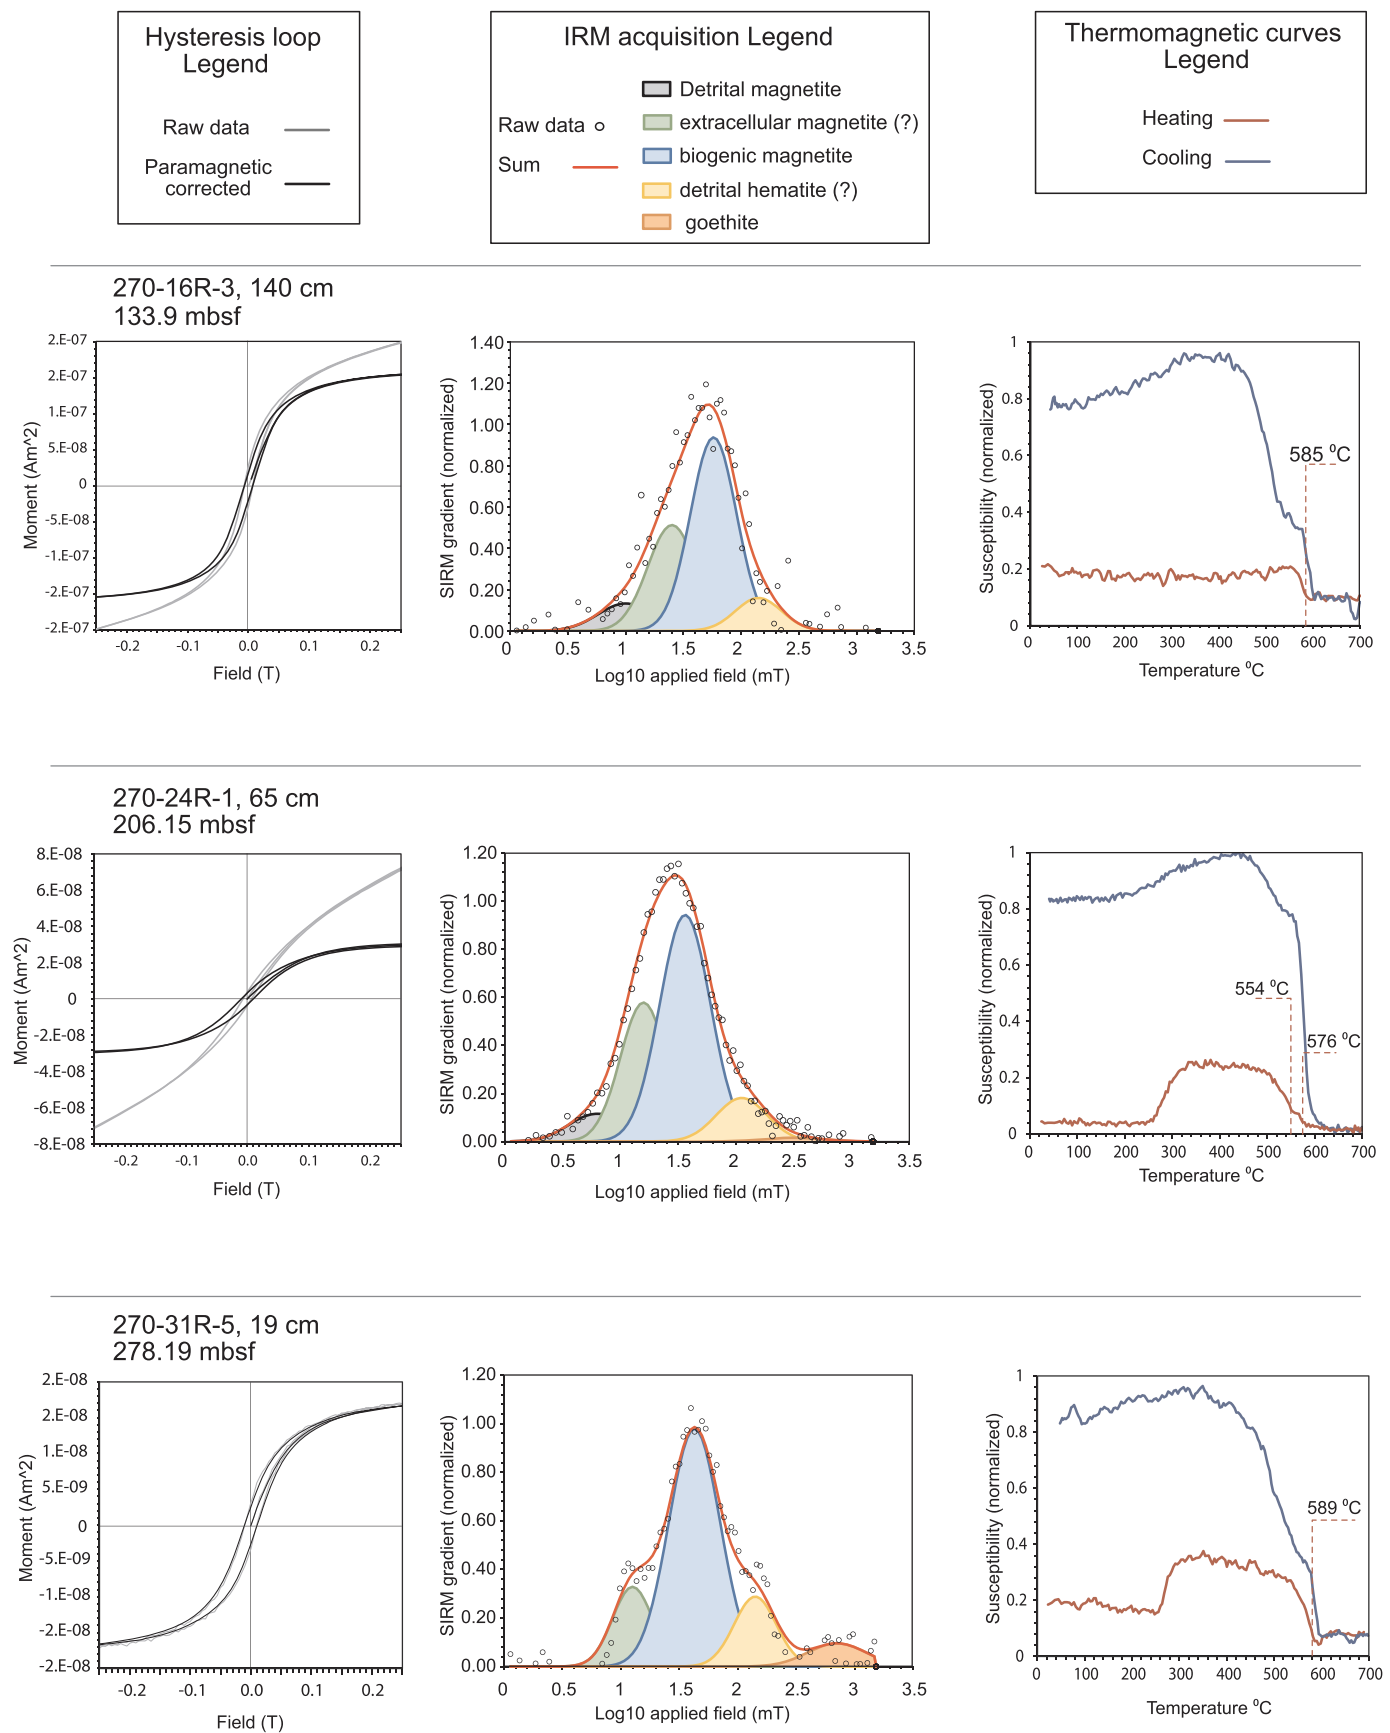 Hysteresis loop
Legend
Raw data
Paramagnetic
corrected
IRM acquisition Legend
Raw data
Sum
Detrital magnetite
extracellular magnetite (?)
biogenic magnetite
detrital hematite (?)
goethite
Thermomagnetic curves
Legend
Heating
Cooling
270-16R-3, 140 cm
133.9 mbsf
Moment (Am^2)
2.E-07
2.E-07
1.E-07
5.E-08
0
-5.E-08
-1.E-07
-2.E-07
-2.E-07
-0.2
-0.1
0.0
0.1
0.2
Field (T)
SIRM gradient (normalized)
1.40
1.20
1.00
0.80
0.60
0.40
0.20
0.00
0
0.5
1
1.5
2
2.5
3
3.5
Log10 applied field (mT)
Susceptibility (normalized)
1
0.8
0.6
0.4
0.2
0
585 ⁰C
0 100 200 300 400 500 600 700
Temperature ⁰C
270-24R-1, 65 cm
206.15 mbsf
Moment (Am^2)
8.E-08
6.E-08
4.E-08
2.E-08
0
-2.E-08
-4.E-08
-6.E-08
-8.E-08
-0.2
-0.1
0.0
0.1
0.2
Field (T)
SIRM gradient (normalized)
1.20
1.00
0.80
0.60
0.40
0.20
0.00
0
0.5
1
1.5
2
2.5
3
3.5
Log10 applied field (mT)
Susceptibility (normalized)
1
0.8
0.6
0.4
0.2
0
554 ⁰C
576 ⁰C
0 100 200 300 400 500 600 700
Temperature ⁰C
270-31R-5, 19 cm
278.19 mbsf
Moment (Am^2)
2.E-08
2.E-08
1.E-08
5.E-09
0
-5.E-09
-1.E-08
-2.E-08
-2.E-08
-0.2
-0.1
0.0
0.1
0.2
Field (T)
SIRM gradient (normalized)
1.20
1.00
0.80
0.60
0.40
0.20
0.00
0
0.5
1
1.5
2
2.5
3
3.5
Log10 applied field (mT)
Susceptibility (normalized)
1
0.8
0.6
0.4
0.2
0
589 ⁰C
0 100 200 300 400 500 600 700
Temperature ⁰C